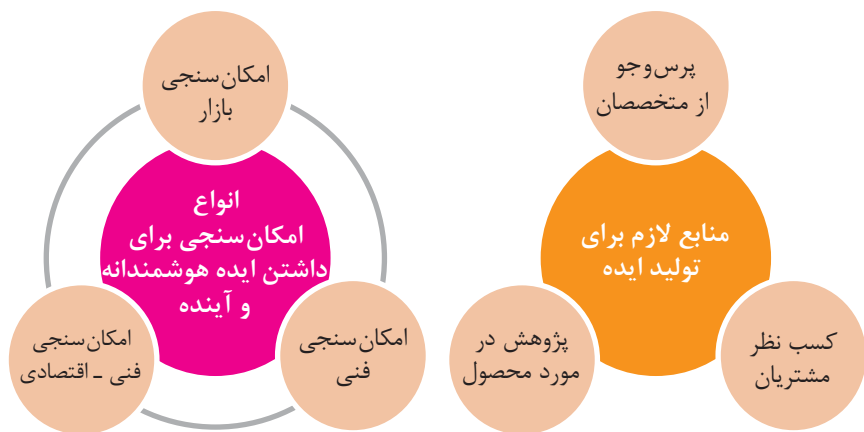 پرس‌وجو
از متخصصان
منابع لازم برای
تولید ایده
کسب نظر
مشتریان
پژوهش در
مورد محصول
امکان‌سنجی
بازار
انواع
امکان‌سنجی برای
داشتن ایده هوشمندانه
و آینده
امکان‌سنجی
فنی
امکان‌سنجی
فنی ـ اقتصادی